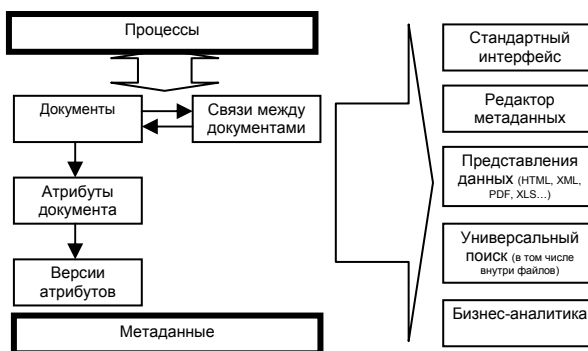 Процессы
Документы
Связи между
документами
Атрибуты
документа
Версии
атрибутов
Метаданные
Стандартный
интерфейс
Редактор
метаданных
Представления
данных (HTML, XML,
PDF, XLS...)
Универсальный
поиск (в том числе
внутри файлов)
Бизнес-аналитика